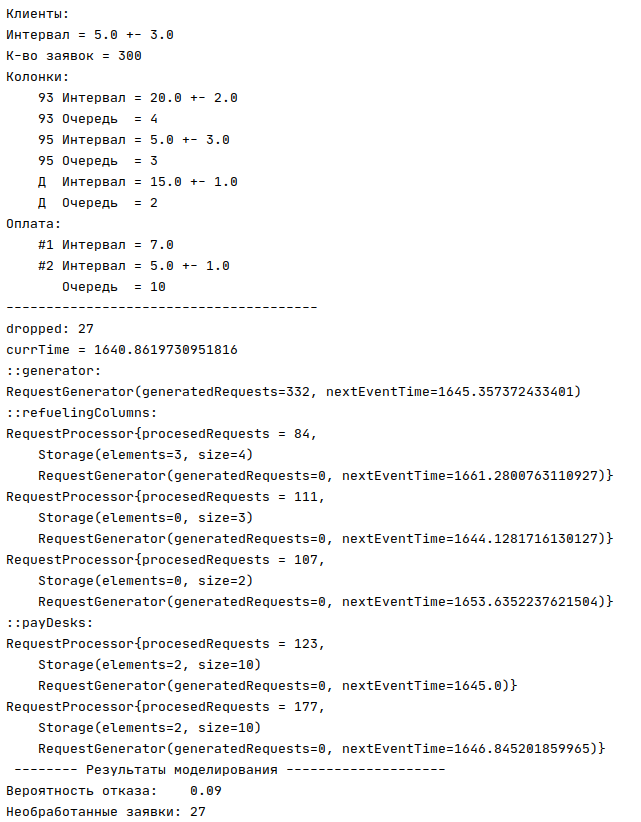 Клиенты:
Интервал = 5.0 +- 3.0
К-во заявок = 300
Колонки:
    93 Интервал = 20.0 +- 2.0
    93 Очередь  = 4
    95 Интервал = 5.0 +- 3.0
    95 Очередь  = 3
    Д  Интервал = 15.0 +- 1.0
    Д  Очередь  = 2
Оплата:
    #1 Интервал = 7.0
    #2 Интервал = 5.0 +- 1.0
       Очередь  = 10
---------------------------------------
dropped: 27
currTime = 1640.8619730951816
::generator:
RequestGenerator(generatedRequests=332, nextEventTime=1645.357372433401)
::refuelingColumns:
RequestProcessor{procesedRequests = 84,
    Storage(elements=3, size=4)
    RequestGenerator(generatedRequests=0, nextEventTime=1661.2800763110927)}
RequestProcessor{procesedRequests = 111,
    Storage(elements=0, size=3)
    RequestGenerator(generatedRequests=0, nextEventTime=1644.1281716130127)}
RequestProcessor{procesedRequests = 107,
    Storage(elements=0, size=2)
    RequestGenerator(generatedRequests=0, nextEventTime=1653.6352237621504)}
::payDesks:
RequestProcessor{procesedRequests = 123,
    Storage(elements=2, size=10)
    RequestGenerator(generatedRequests=0, nextEventTime=1645.0)}
RequestProcessor{procesedRequests = 177,
    Storage(elements=2, size=10)
    RequestGenerator(generatedRequests=0, nextEventTime=1646.845201859965)}
 -------- Результаты моделирования --------------------
Вероятность отказа:    0.09
Необработанные заявки: 27